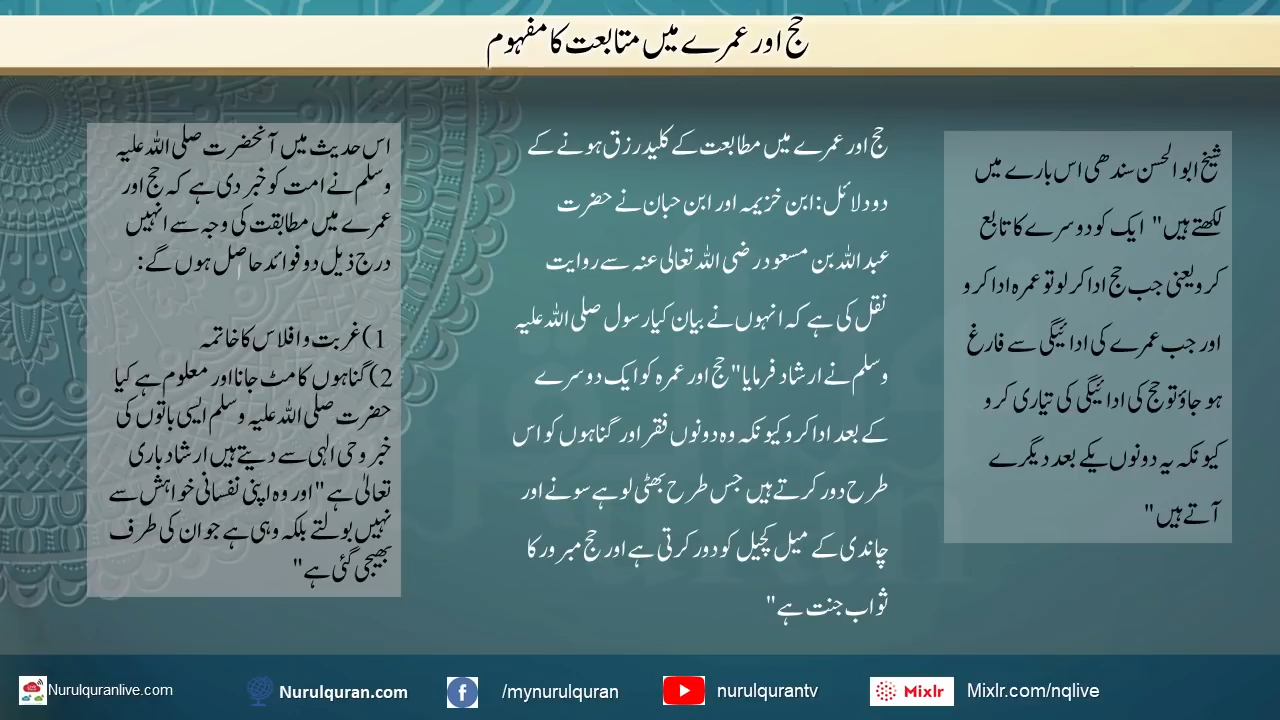 حج اور عمرے میں متابعت کا مفہوم
شیخ ابو الحسن سندھی اس بارے میں
لکھتے ہیں" ایک کو دوسرے کا تابع
کرو یعنی جب حج ادا کر لو تو عمرہ ادا کرو
اور جب عمرے کی ادائیگی سے فارغ
ہو جاؤ تو حج کی ادائیگی کی تیاری کرو
کیونکہ یہ دونوں یکے بعد دیگرے
آتے ہیں"
حج اور عمرے میں مطابعت کے کلید رزق ہونے کے
دو دلائل: ابن خزیمہ اور ابن حبان نے حضرت
عبد اللہ بن مسعود رضی اللہ تعالی عنہ سے روایت
نقل کی ہے کہ انہوں نے بیان کیا رسول صلی اللہ علیہ
وسلم نے ارشاد فرمایا"حج اور عمرہ کو ایک دوسرے
کے بعد ادا کرو کیونکہ وہ دونوں فقر اور گناہوں کو اس
طرح دور کرتے ہیں جس طرح بھٹی لوہے سونے اور
چاندی کے میل کچیل کو دور کرتی ہے اور حج مبرور کا
ثواب جنت ہے"
اس حدیث میں آنحضرت صلی اللہ علیہ
وسلم نے امت کو خبر دی ہے کہ حج اور
عمرے میں مطابقت کی وجہ سے انہیں
درج ذیل دو فوائد حاصل ہوں گے:
1)غربت و افلاس کا خاتمہ
2)گناہوں کا مٹ جانا اور معلوم ہے کیا
حضرت صلی اللہ علیہ وسلم ایسی باتوں کی
خبر وحی الہی سے دیتے ہیں ارشاد باری
تعالیٰ ہے "اور وہ اپنی نفسانی خواہش سے
نہیں بولتے بلکہ وہی ہے جو ان کی طرف
بھیجی گئی ہے"
Nurulquranlive.com
Nurulquran.com
/mynurulquran
nurulqurantv
Mixlr
Mixlr.com/nqlive